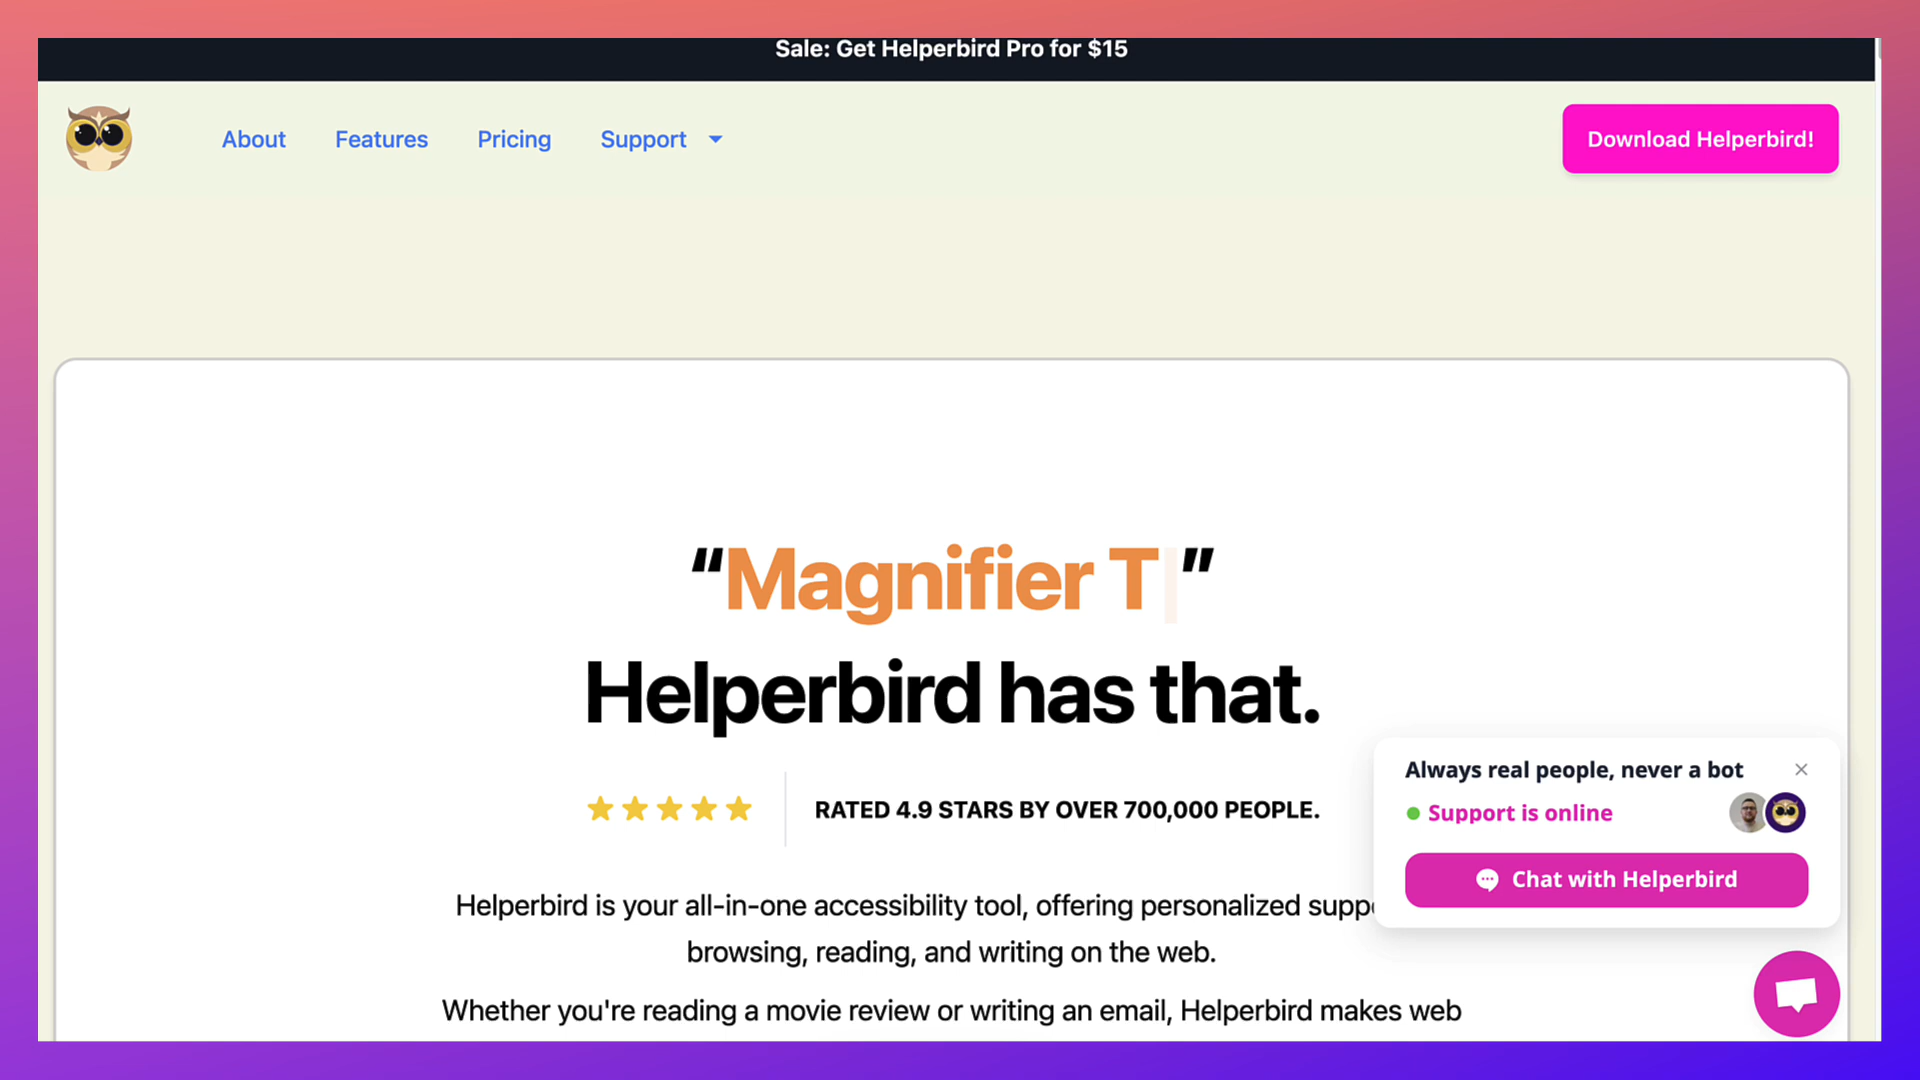 Sale: Get Helperbird Pro for $15
About Features Pricing Support
Download Helperbird!
“Magnifier T”
Helperbird has that.
RATED 4.9 STARS BY OVER 700,000 PEOPLE.
Helperbird is your all-in-one accessibility tool, offering personalized
browsing, reading, and writing on the web.
Whether you're reading a movie review or writing an email, Helperbird makes web
Always real people, never a bot
Support is online
Chat with Helperbird